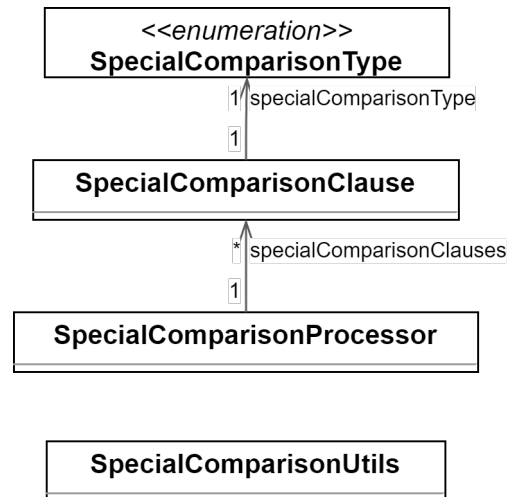 <<enumeration>>
SpecialComparisonType
1 specialComparisonType
1
SpecialComparisonClause
* specialComparisonClauses
1
SpecialComparisonProcessor
SpecialComparisonUtils